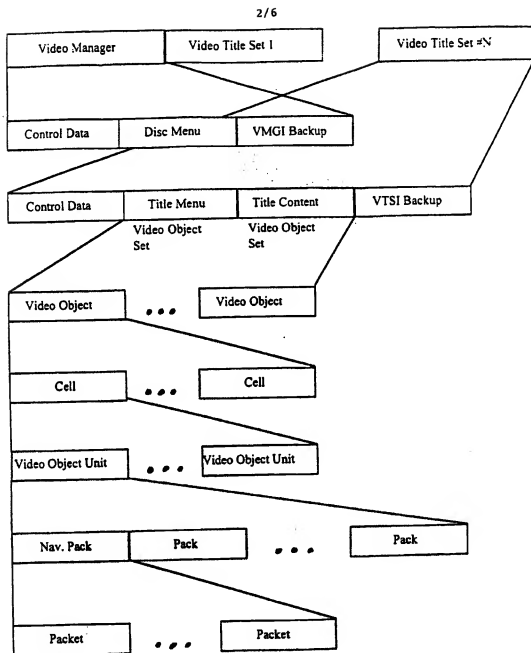 2/6
Video Manager Video Title Set 1 Video Title Set #N
Control Data Disc Menu VMGI Backup
Control Data Title Menu Title Content VTSI Backup
Video Object Set Video Object Set
Video Object ... Video Object
Cell ... Cell
Video Object Unit ... Video Object Unit
Nav. Pack Pack ... Pack
Packet ... Packet